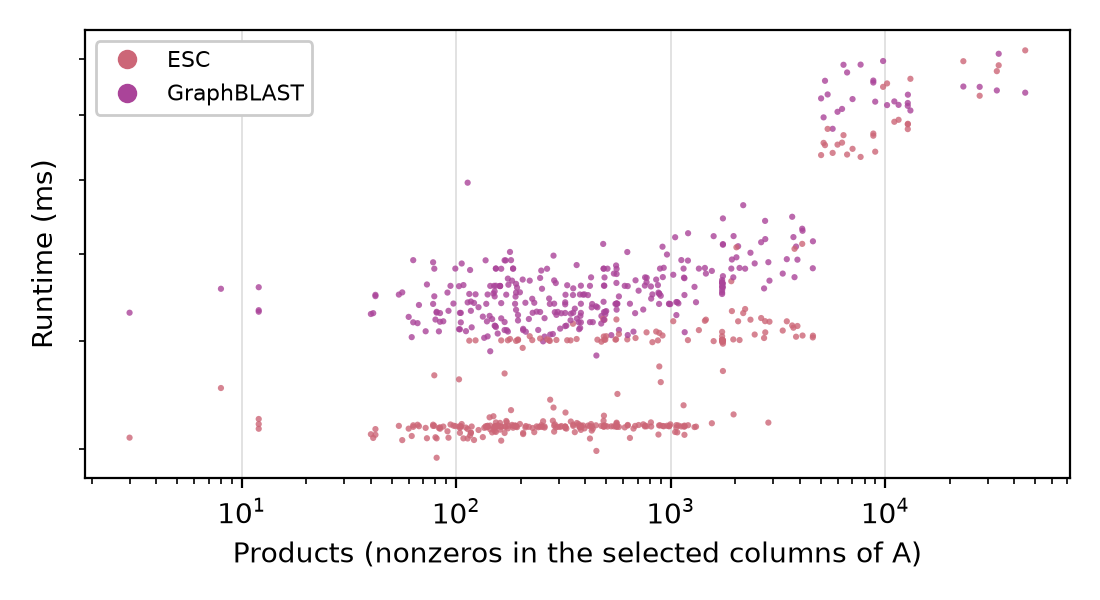 ESC
GraphBLAST
Runtime (ms)
10¹ 10² 10³ 10⁴
Products (nonzeros in the selected columns of A)